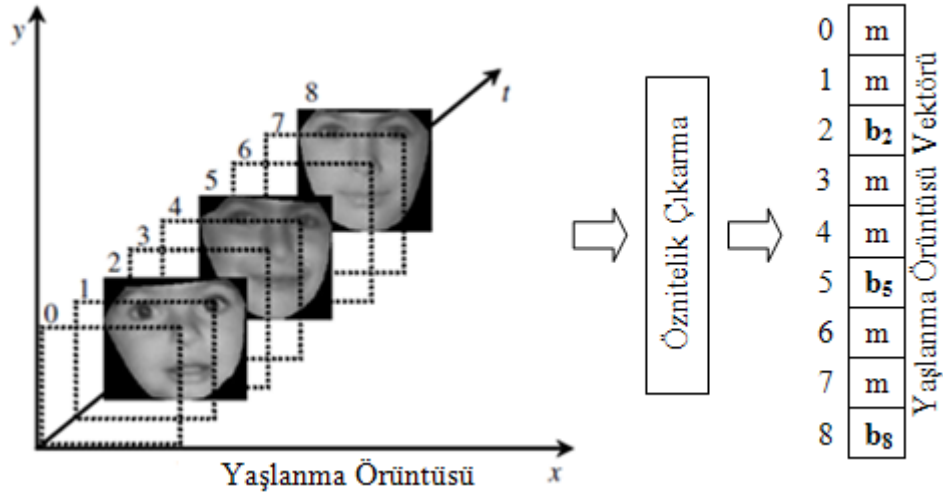 y
t
x
0
1
2
3
4
5
6
7
8
Yaşlanma Örüntüsü
Öznitelik Çıkarma
0 m
1 m
2 b2
3 m
4 m
5 b5
6 m
7 m
8 b8
Yaşlanma Örüntüsü Vektörü